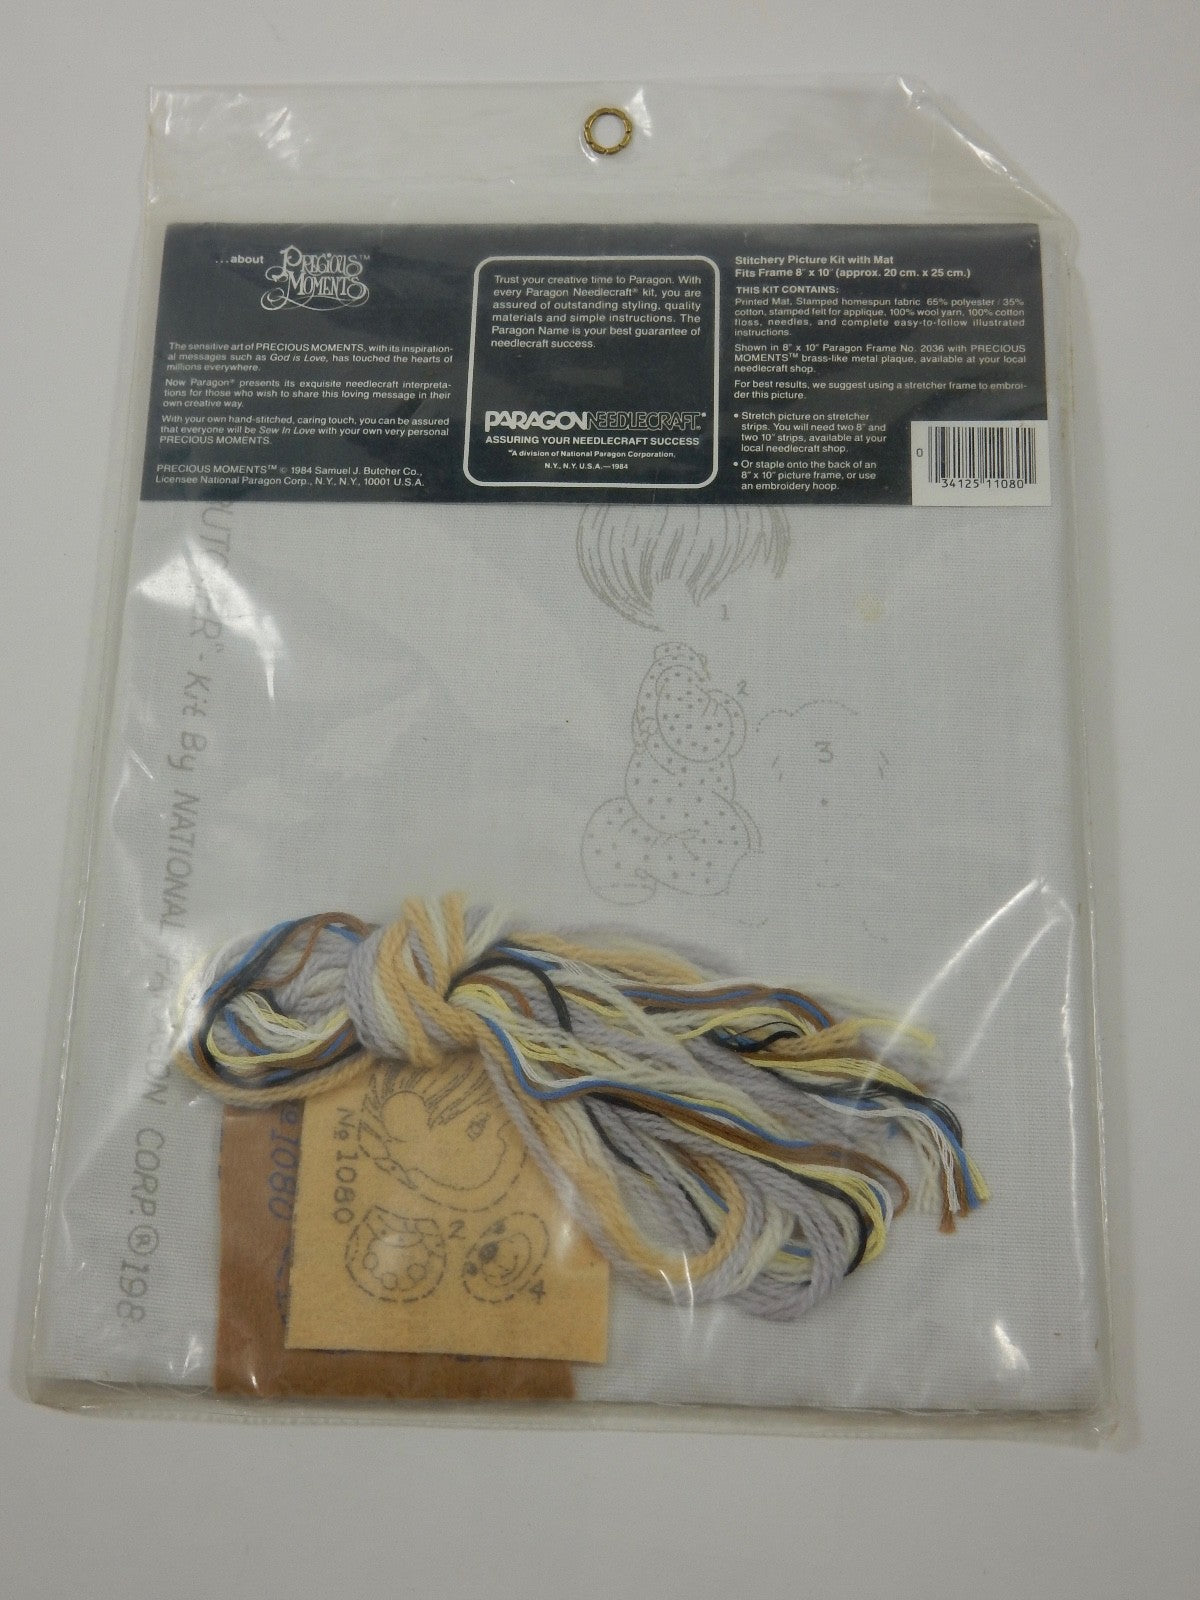 ...about PRECIOUS MOMENTS™
The sensitive art of PRECIOUS MOMENTS, with its inspiration-
al messages such as God is Love, has touched the hearts of
millions everywhere.
Now Paragon® presents its exquisite needlecraft interpreta-
tions for those who wish to share this loving message in their
own creative way.
With your own hand-stitched, caring touch, you can be assured
that everyone will be Sew In Love with your own very personal
PRECIOUS MOMENTS.
PRECIOUS MOMENTS™ © 1984 Samuel J. Butcher Co.,
Licensee National Paragon Corp., N.Y., N.Y., 10001 U.S.A.
Trust your creative time to Paragon. With
every Paragon Needlecraft® kit, you are
assured of outstanding styling, quality
materials and simple instructions. The
Paragon Name is your best guarantee of
needlecraft success.
PARAGON NEEDLECRAFT®
ASSURING YOUR NEEDLECRAFT SUCCESS
"A division of National Paragon Corporation,
N.Y., N.Y. U.S.A.—1984
Stitchery Picture Kit with Mat
Fits Frame 8" x 10" (approx. 20 cm. x 25 cm.)
THIS KIT CONTAINS:
Printed Mat, Stamped homespun fabric 65% polyester / 35%
cotton, stamped felt for applique, 100% wool yarn, 100% cotton
floss, needles, and complete easy-to-follow illustrated
instructions.
Shown in 8" x 10" Paragon Frame No. 2036 with PRECIOUS
MOMENTS™ brass-like metal plaque, available at your local
needlecraft shop.
For best results, we suggest using a stretcher frame to embroi-
der this picture.
• Stretch picture on stretcher
strips. You will need two 8" and
two 10" strips, available at your
local needlecraft shop.
• Or staple onto the back of an
8" x 10" picture frame, or use
an embroidery hoop.
0 34125 11080
1
2
3
Kit By NATIONAL CORP. ® 198
№ 1080
№ 1080
2
4